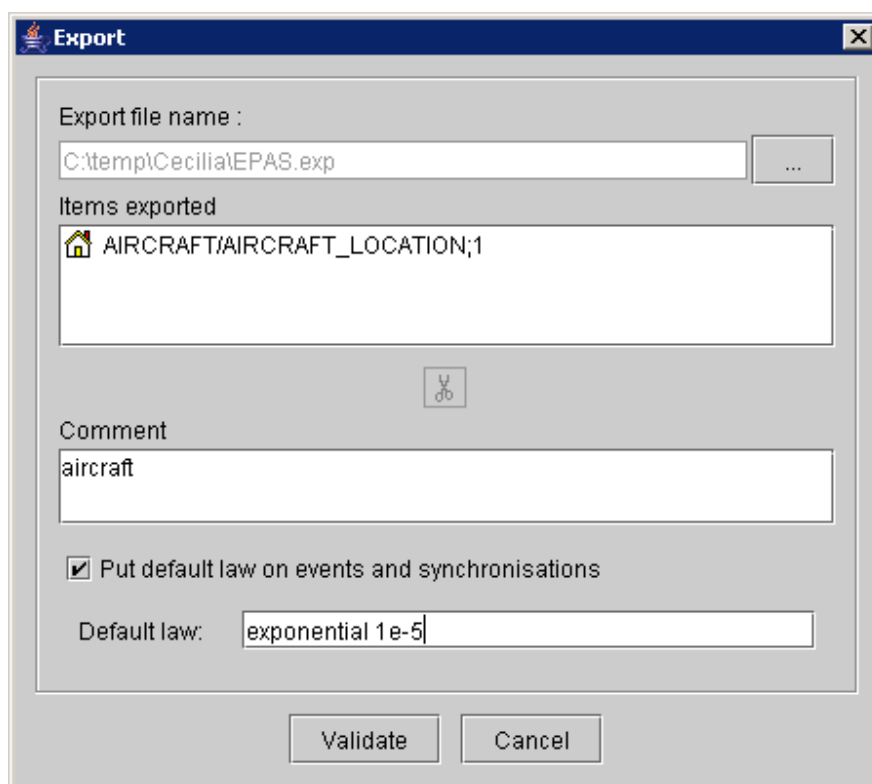 Export
Export file name :
C:\temp\Cecilia\EPAS.exp
...
Items exported
AIRCRAFT/AIRCRAFT_LOCATION;1
Comment
aircraft
Put default law on events and synchronisations
Default law: exponential 1e-5
Validate Cancel